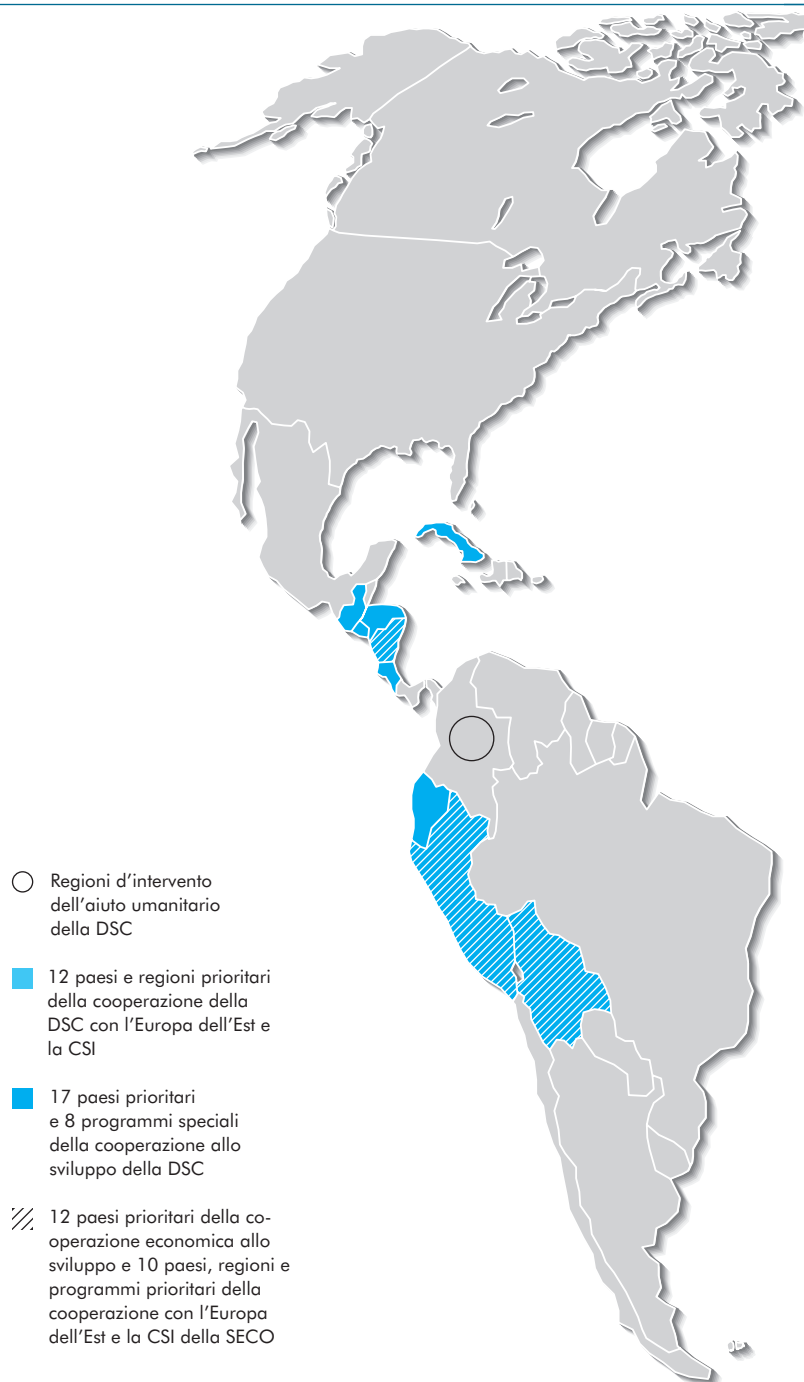 Regioni d’intervento
dell’aiuto umanitario
della DSC
12 paesi e regioni prioritari
della cooperazione della
DSC con l’Europa dell’Est e
la CSI
17 paesi prioritari
e 8 programmi speciali
della cooperazione allo
sviluppo della DSC
12 paesi prioritari della co-
operazione economica allo
sviluppo e 10 paesi, regioni e
programmi prioritari della
cooperazione con l’Europa
dell’Est e la CSI della SECO